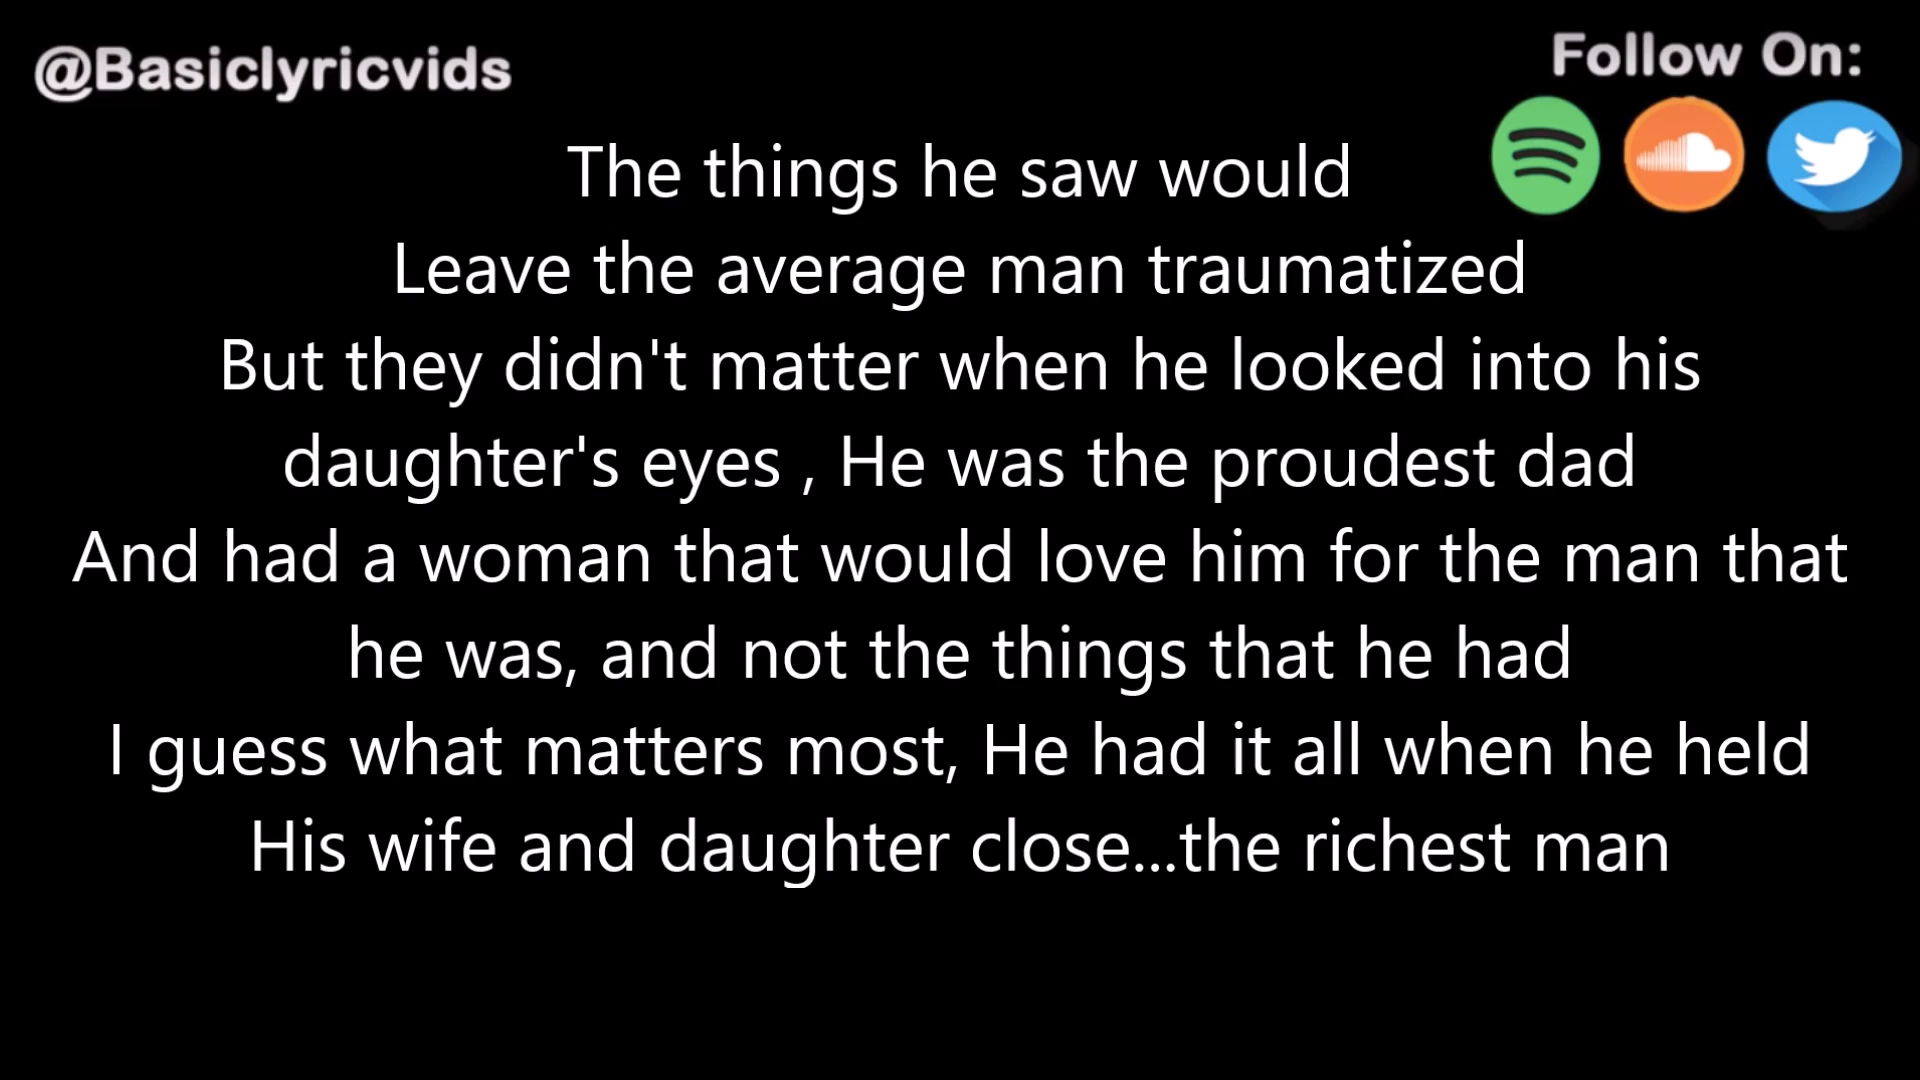 @Basiclyricvids
Follow On:
The things he saw would
Leave the average man traumatized
But they didn't matter when he looked into his
daughter's eyes , He was the proudest dad
And had a woman that would love him for the man that
he was, and not the things that he had
I guess what matters most, He had it all when he held
His wife and daughter close...the richest man